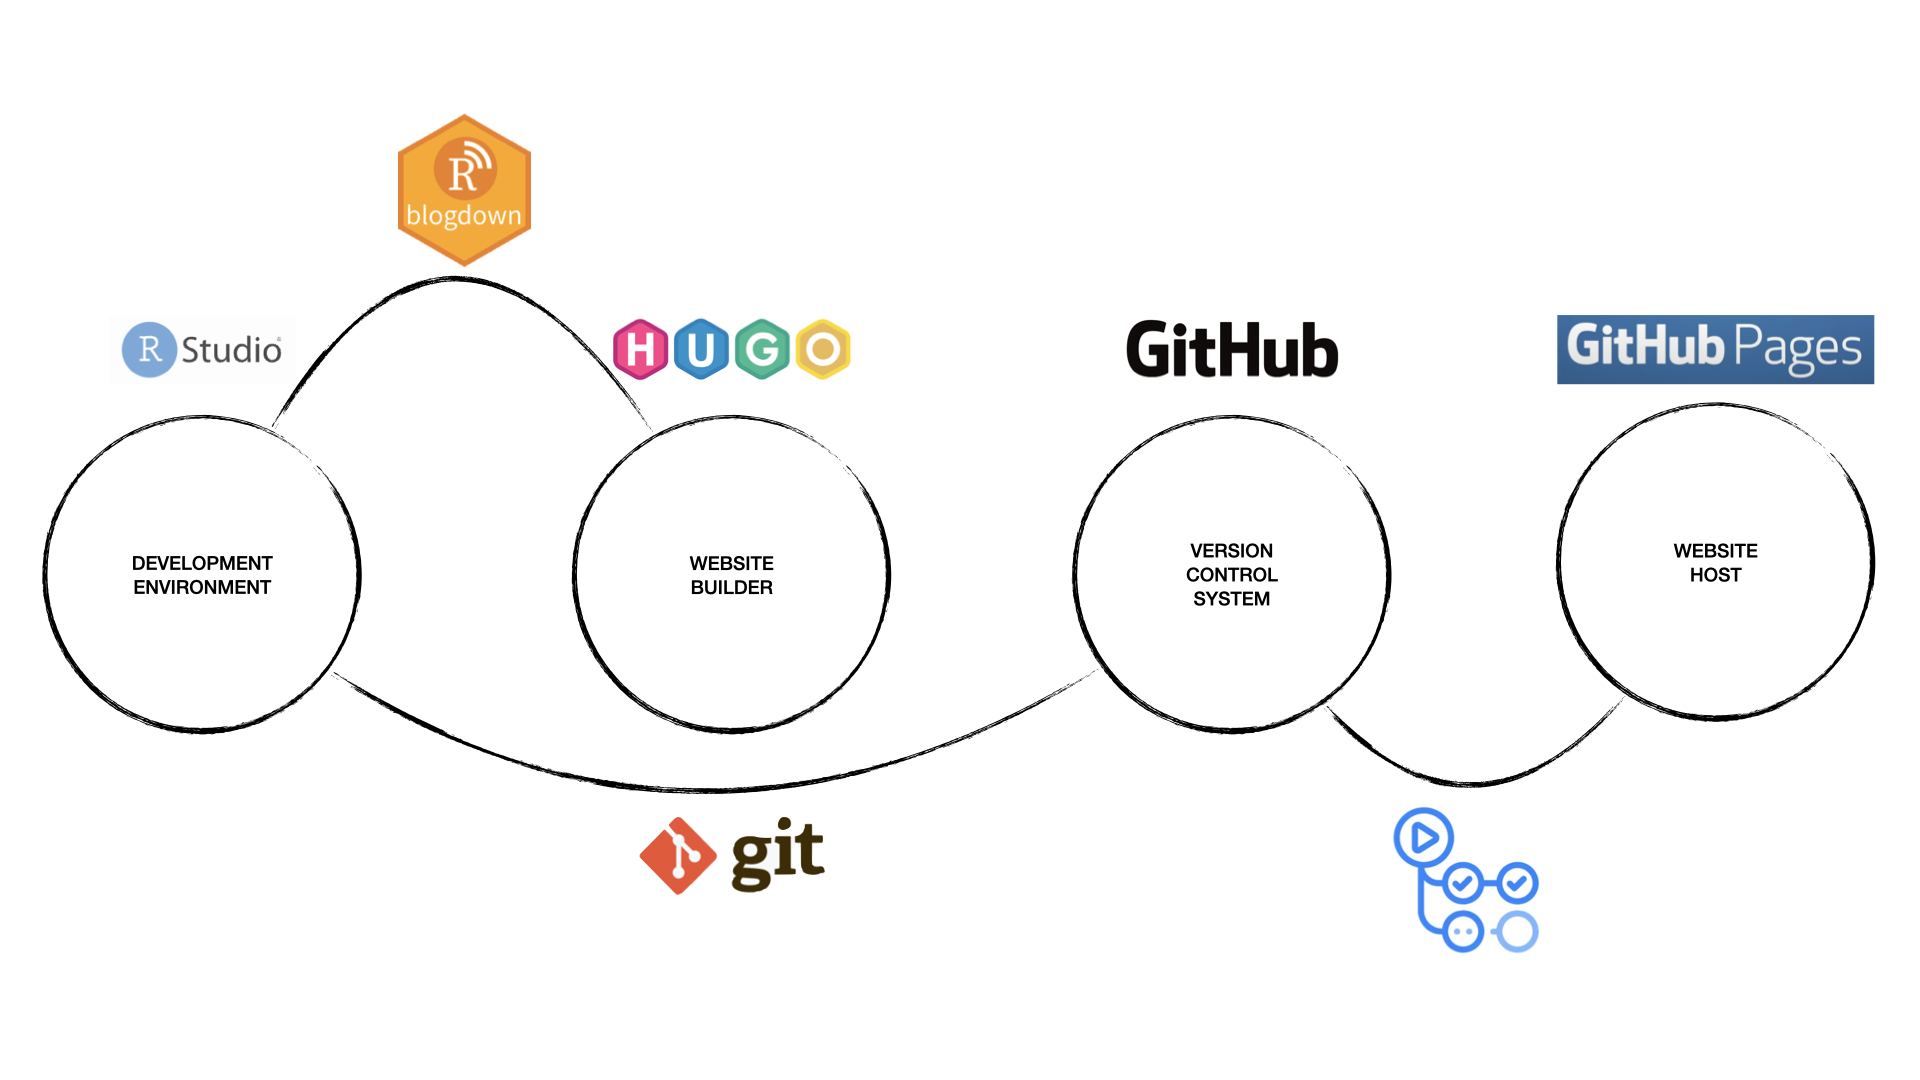 R
blogdown
R Studio
HUGO
GitHub
GitHub Pages
DEVELOPMENT
ENVIRONMENT
WEBSITE
BUILDER
VERSION
CONTROL
SYSTEM
WEBSITE
HOST
git